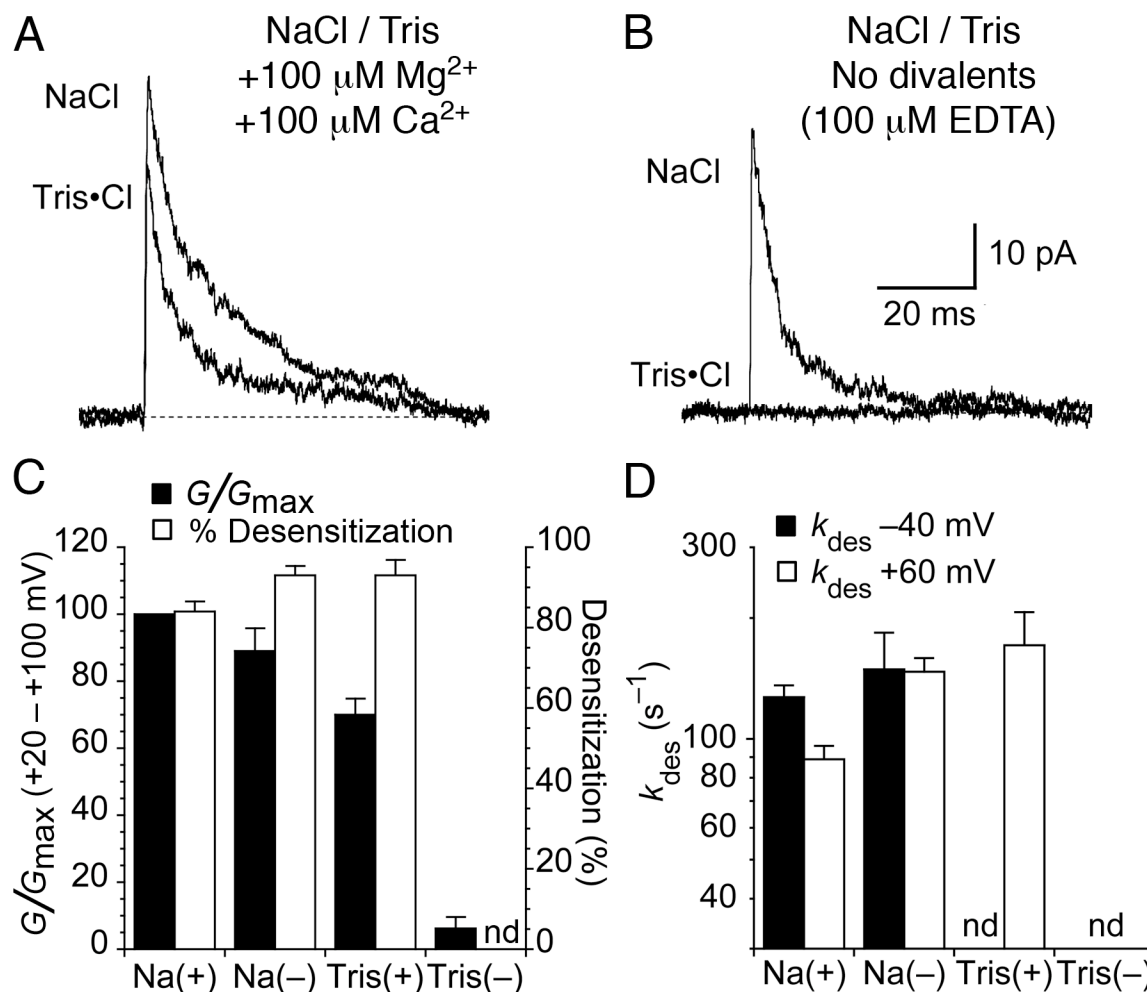 A
NaCl / Tris
+100 μM Mg²⁺
+100 μM Ca²⁺
NaCl
Tris•Cl
B
NaCl / Tris
No divalents
(100 μM EDTA)
NaCl
10 pA
20 ms
Tris•Cl
C
G/Gmax
% Desensitization
G/Gmax (+20 – +100 mV)
120
100
80
60
40
20
0
100
80
60
40
20
0
Desensitization (%)
nd
Na(+) Na(–) Tris(+) Tris(–)
D
kdes –40 mV
kdes +60 mV
kdes (s⁻¹)
300
100
80
60
40
nd
nd
Na(+) Na(–) Tris(+) Tris(–)